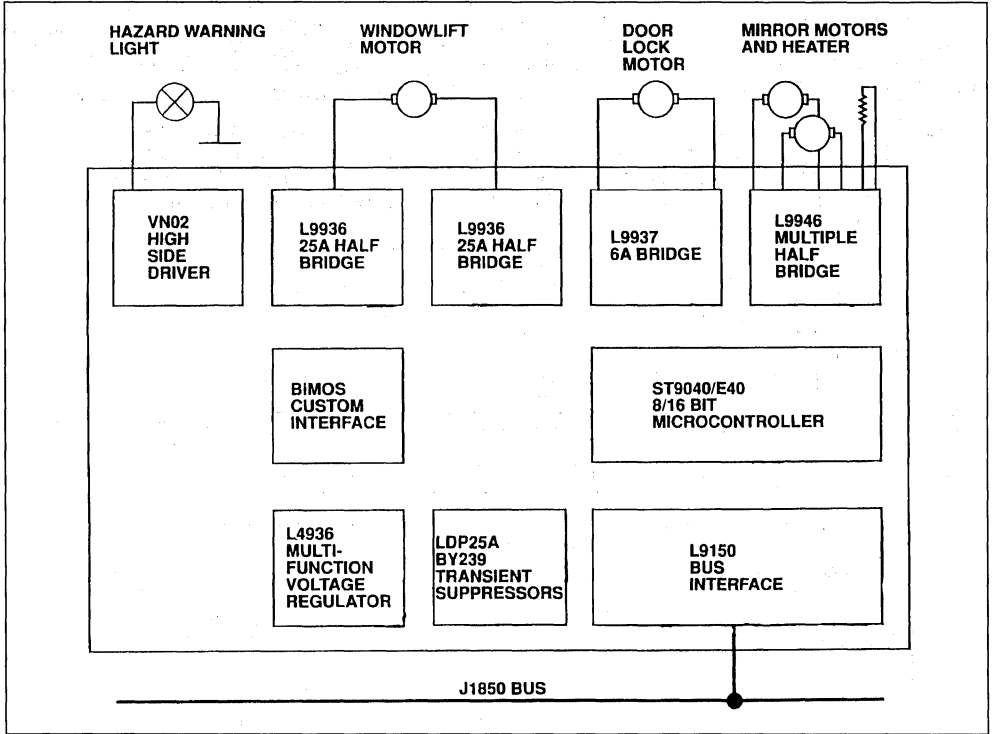 HAZARD WARNING
LIGHT
WINDOWLIFT
MOTOR
DOOR
LOCK
MOTOR
MIRROR MOTORS
AND HEATER
VN02
HIGH
SIDE
DRIVER
L9936
25A HALF
BRIDGE
L9936
25A HALF
BRIDGE
L9937
6A BRIDGE
L9946
MULTIPLE
HALF
BRIDGE
BIMOS
CUSTOM
INTERFACE
ST9040/E40
8/16 BIT
MICROCONTROLLER
L4936
MULTI-
FUNCTION
VOLTAGE
REGULATOR
LDP25A
BY239
TRANSIENT
SUPPRESSORS
L9150
BUS
INTERFACE
J1850 BUS